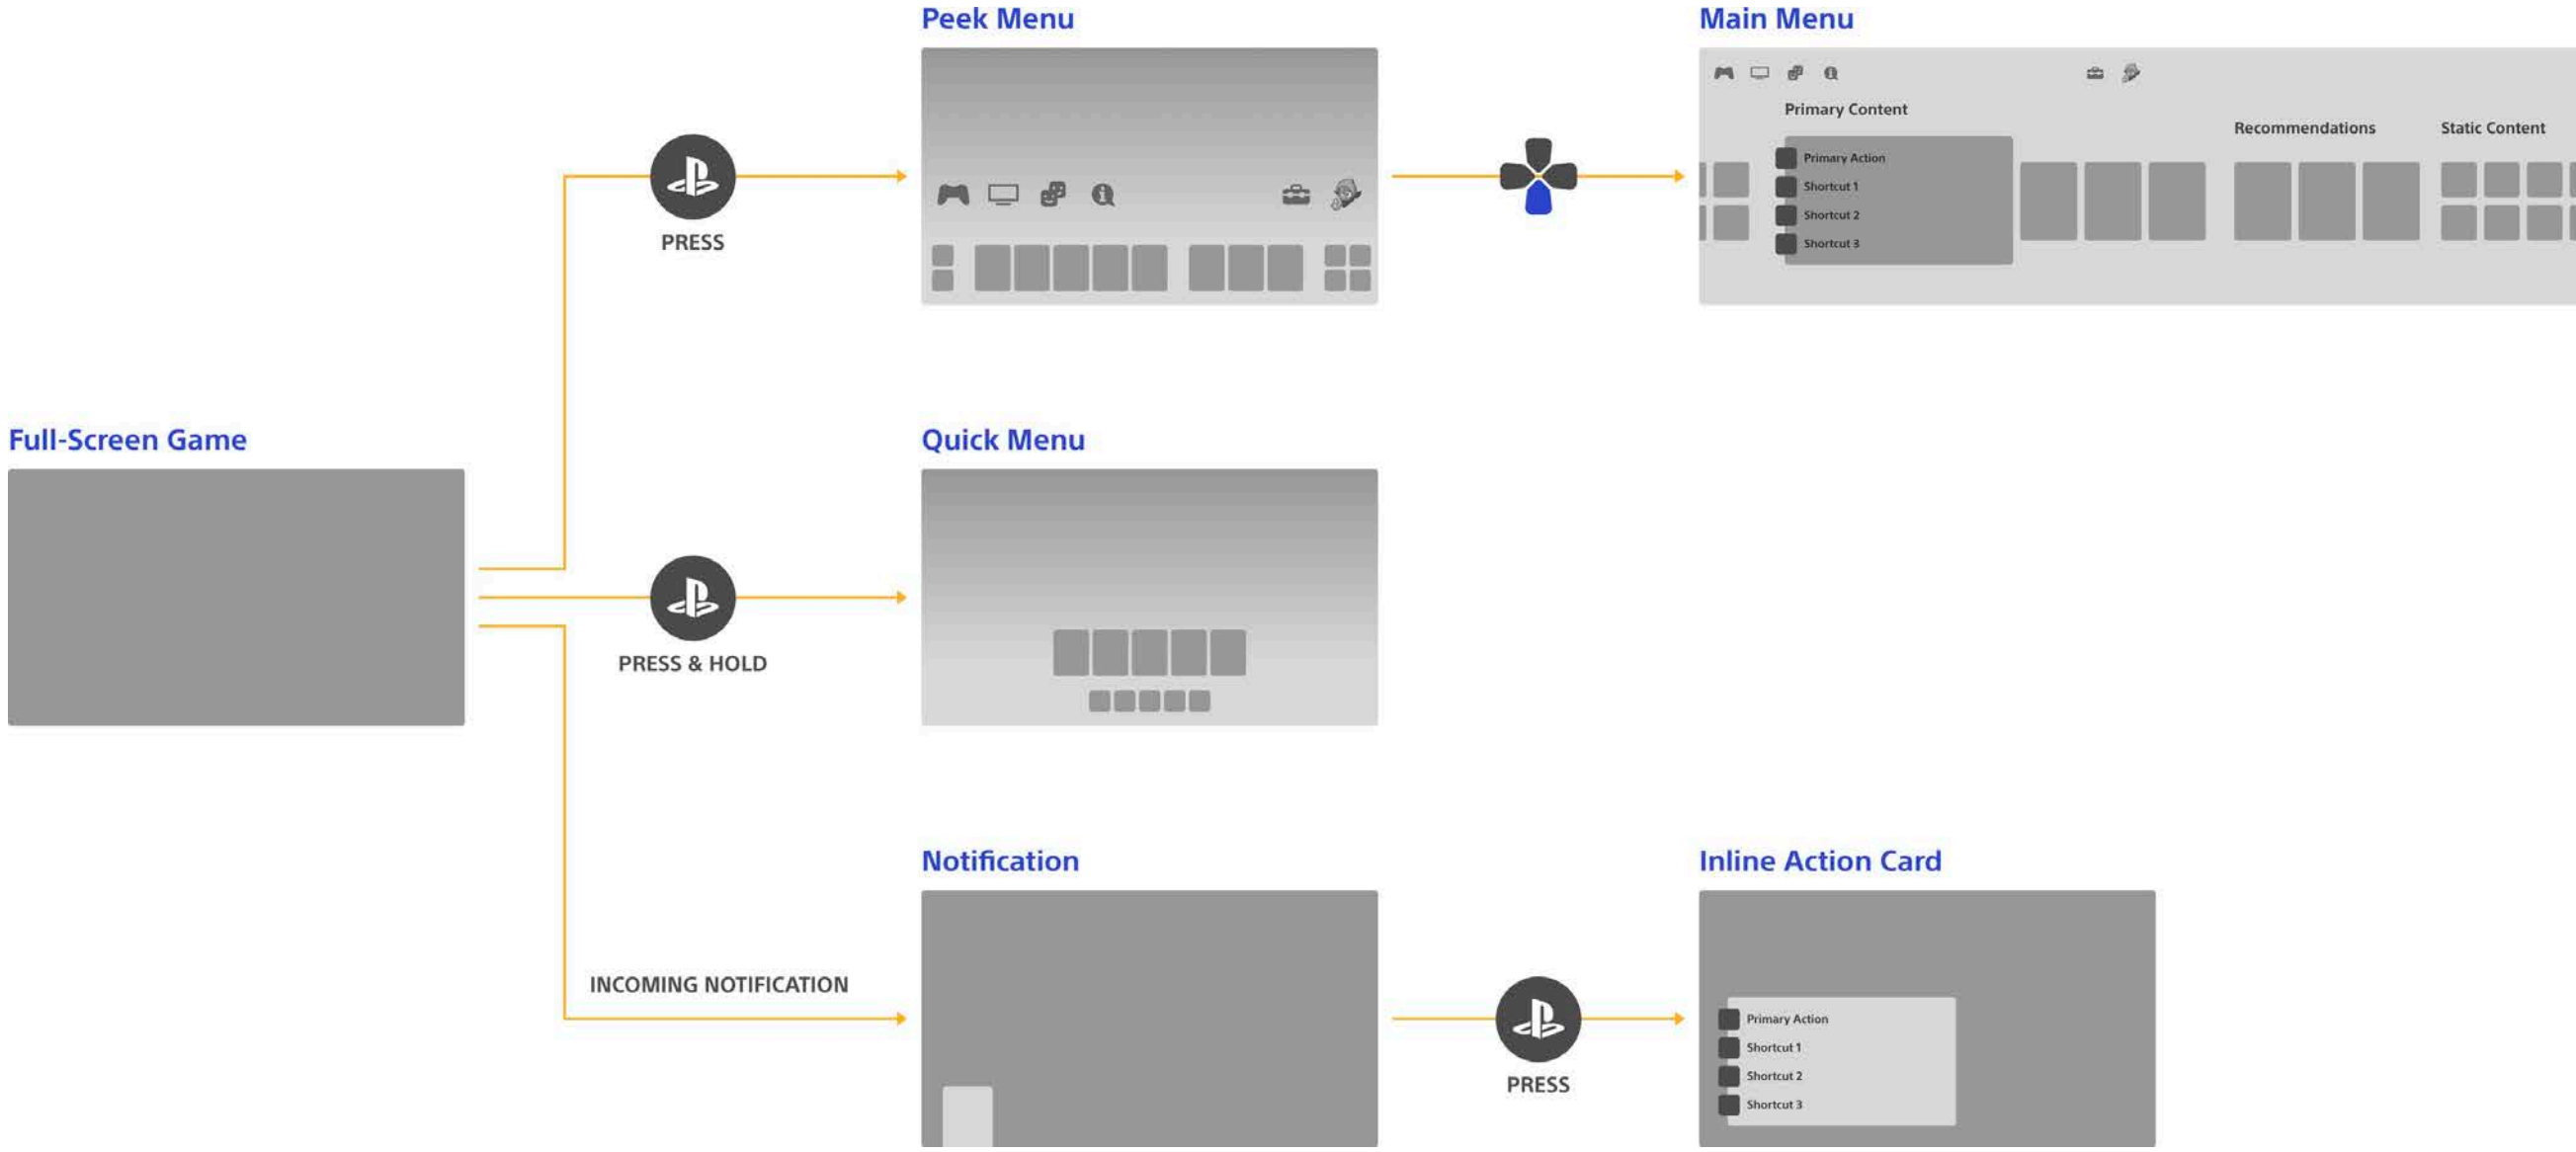 Peek Menu
Main Menu
Primary Content
Recommendations
Static Content
Primary Action
Shortcut 1
Shortcut 2
Shortcut 3
PRESS
Full-Screen Game
Quick Menu
PRESS & HOLD
Notification
Inline Action Card
INCOMING NOTIFICATION
Primary Action
Shortcut 1
Shortcut 2
Shortcut 3
PRESS